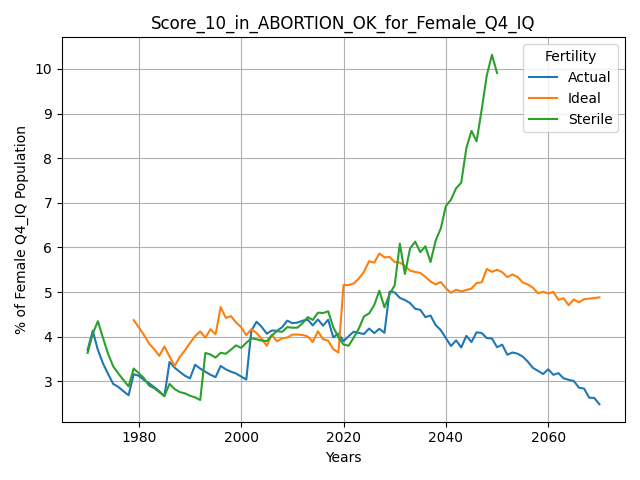 Score_10_in_ABORTION_OK_for_Female_Q4_IQ
% of Female Q4_IQ Population
10
9
8
7
6
5
4
3
Fertility
Actual
Ideal
Sterile
1980
2000
2020
2040
2060
Years